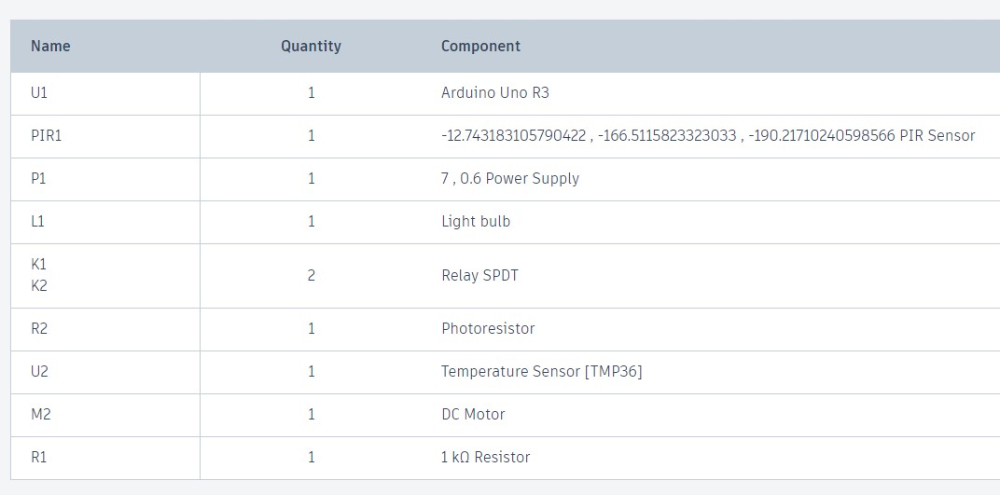 Name Quantity Component
U1 1 Arduino Uno R3
PIR1 1 -12.743183105790422 , -166.5115823323033 , -190.21710240598566 PIR Sensor
P1 1 7 , 0.6 Power Supply
L1 1 Light bulb
K1
K2 2 Relay SPDT
R2 1 Photoresistor
U2 1 Temperature Sensor [TMP36]
M2 1 DC Motor
R1 1 1 kΩ Resistor